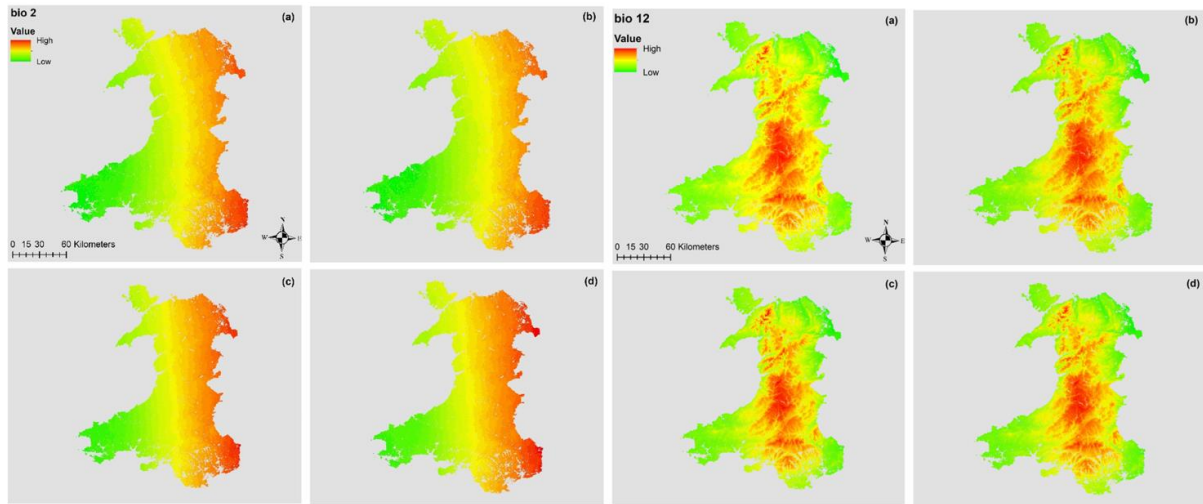 bio 2
(a)
Value
High
Low
N
W E
S
0 15 30 60 Kilometers
(b)
(c)
(d)
bio 12
(a)
Value
High
Low
N
W E
S
0 15 30 60 Kilometers
(b)
(c)
(d)